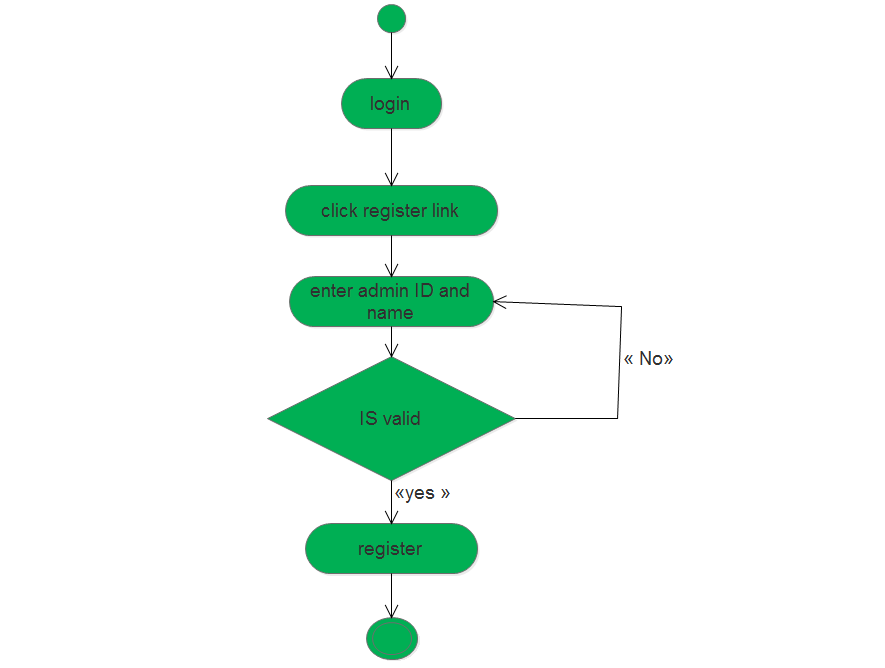 login
click register link
enter admin ID and
name
« No»
IS valid
«yes »
register